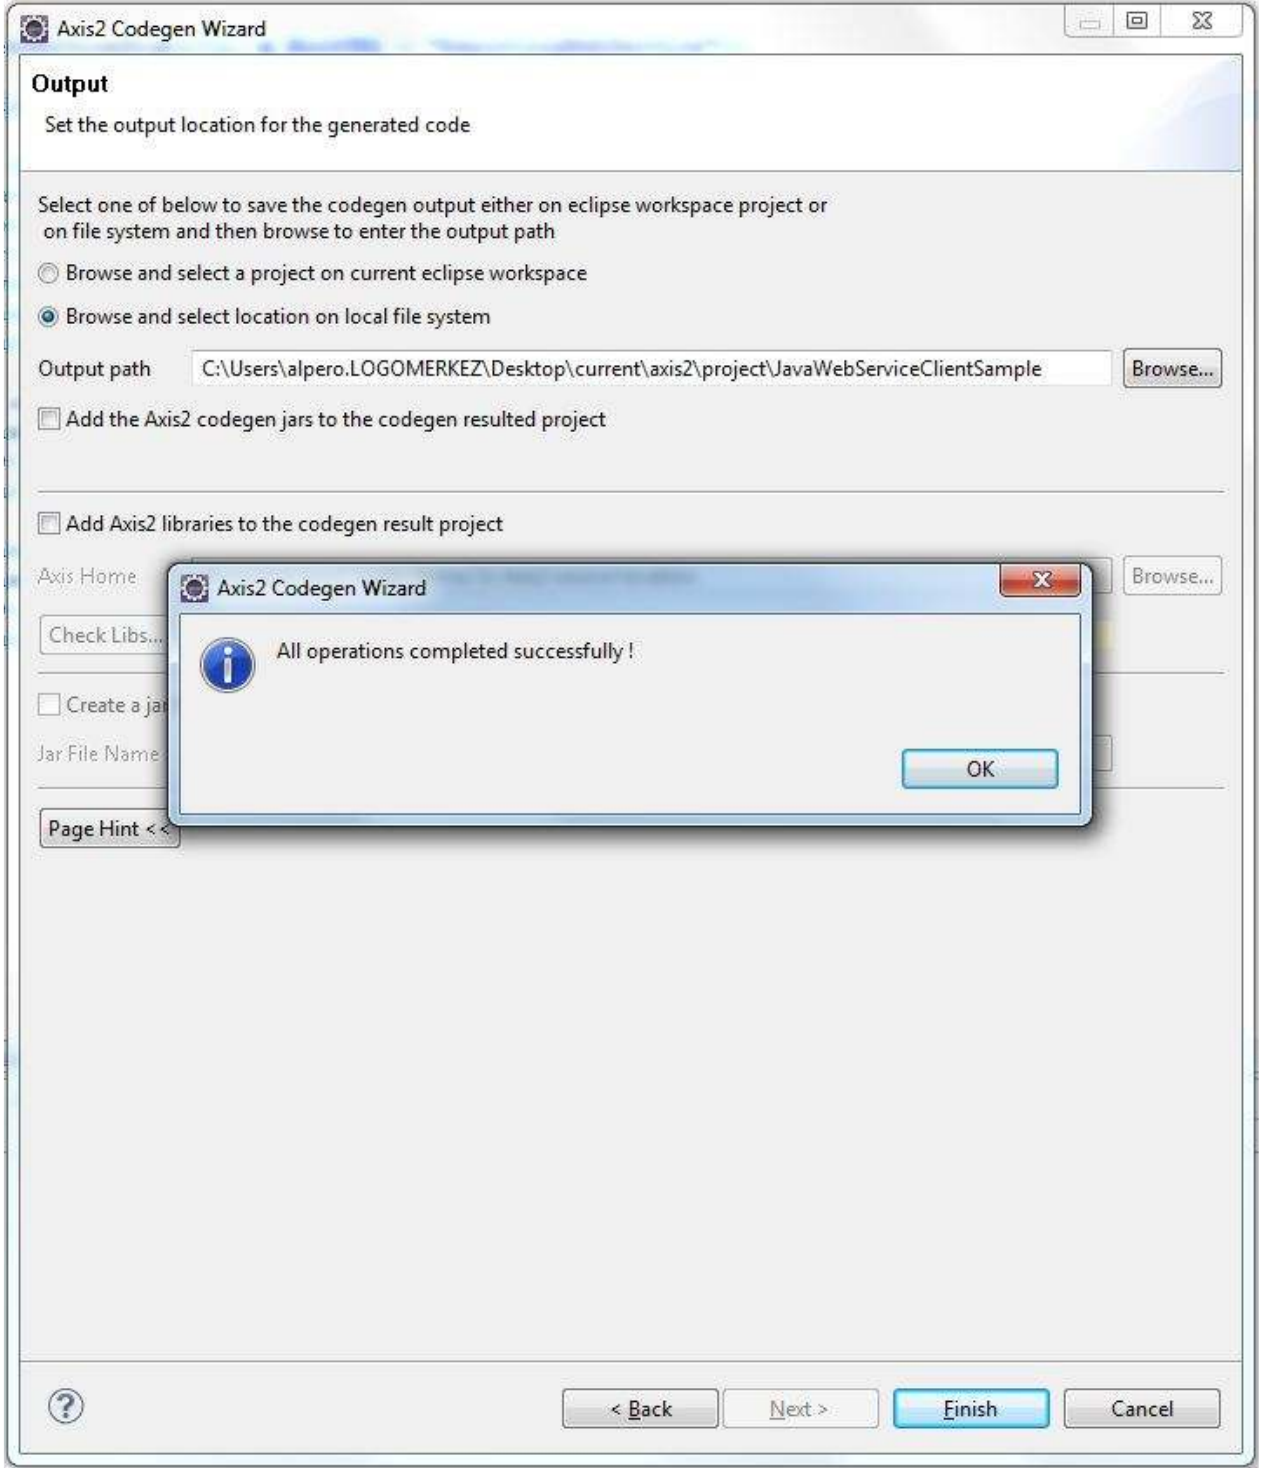 Axis2 Codegen Wizard
Output
Set the output location for the generated code
Select one of below to save the codegen output either on eclipse workspace project or
on file system and then browse to enter the output path
Browse and select a project on current eclipse workspace
Browse and select location on local file system
Output path C:\Users\alpero.LOGOMERKEZ\Desktop\current\axis2\project\JavaWebServiceClientSample Browse...
Add the Axis2 codegen jars to the codegen resulted project
Add Axis2 libraries to the codegen result project
Axis Home Browse...
Axis2 Codegen Wizard
Check Libs...
All operations completed successfully !
Create a jar
Jar File Name
OK
Page Hint <<
< Back Next > Finish Cancel